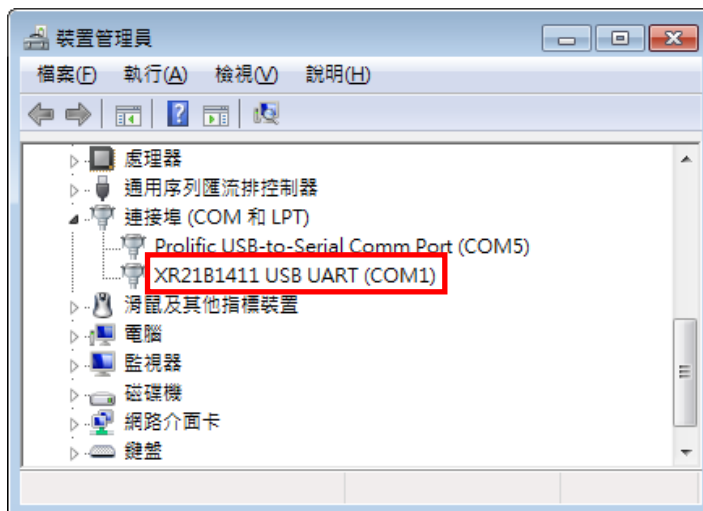 裝置管理員
檔案(F) 執行(A) 檢視(V) 說明(H)
處理器
通用序列匯流排控制器
連接埠 (COM 和 LPT)
Prolific USB-to-Serial Comm Port (COM5)
XR21B1411 USB UART (COM1)
滑鼠及其他指標裝置
電腦
監視器
磁碟機
網路介面卡
鍵盤